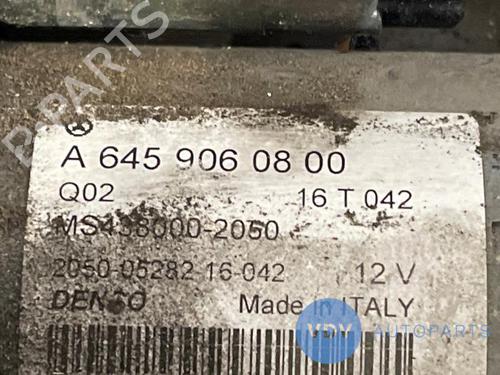 B-PARTS
A 645 906 08 00
Q02 16 T 042
MS438000-2050
2050-05282 16-042 12 V
DENSO Made in ITALY
VDV AUTOPARTS